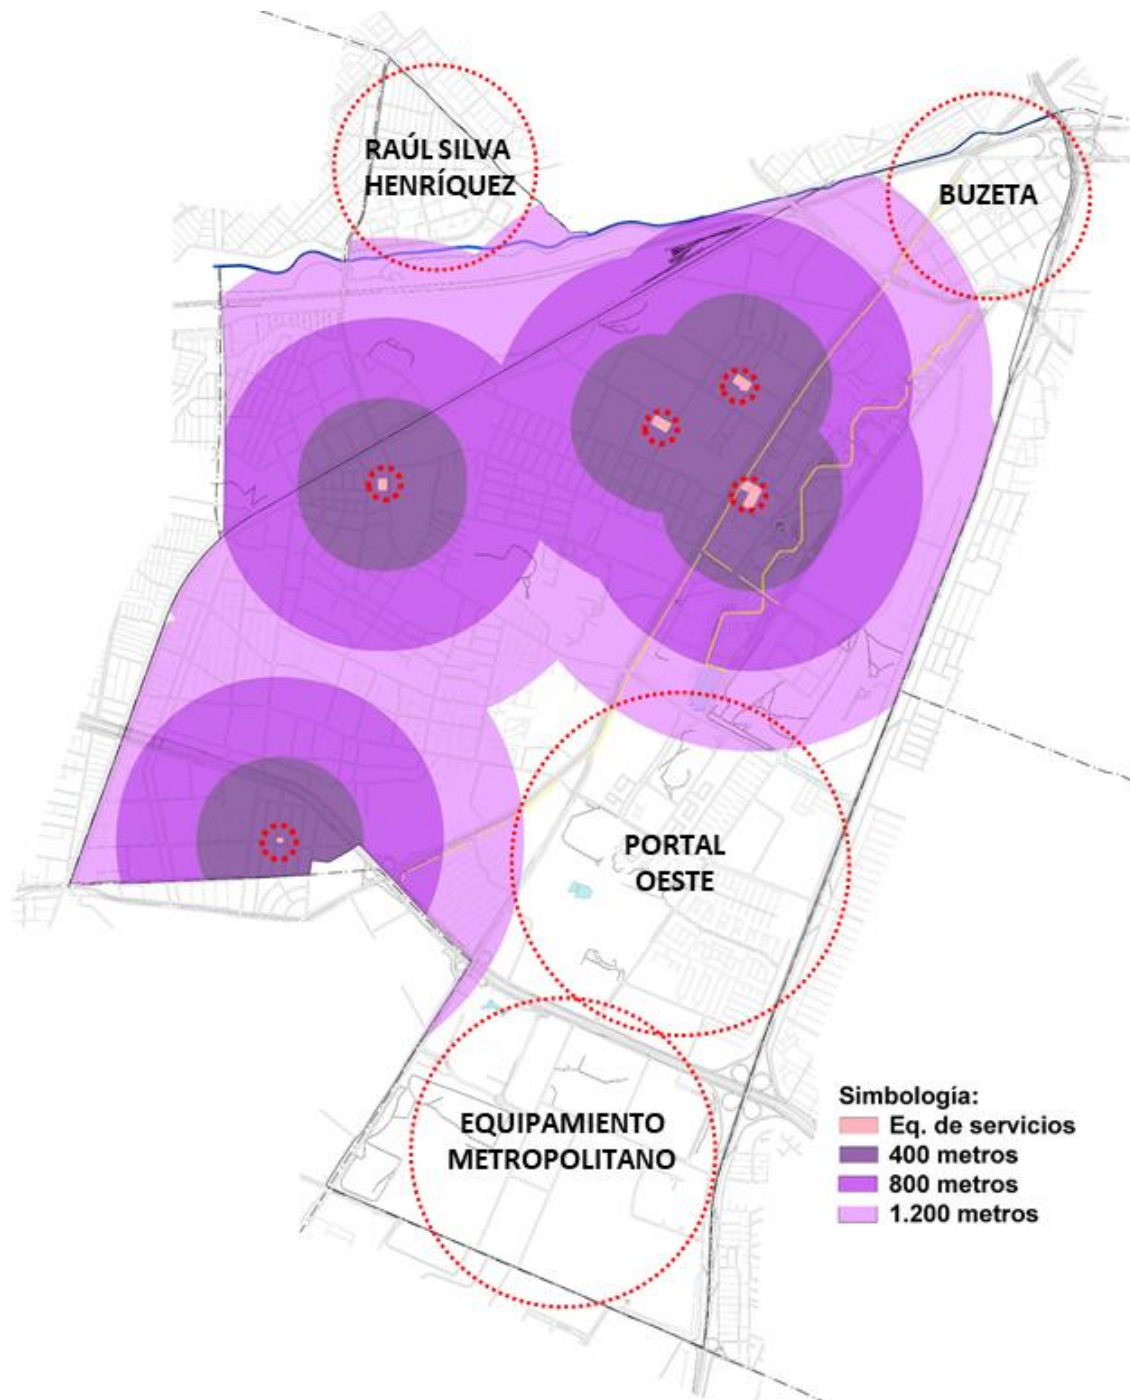 RAÚL SILVA
HENRÍQUEZ
BUZETA
PORTAL
OESTE
EQUIPAMIENTO
METROPOLITANO
Simbología:
Eq. de servicios
400 metros
800 metros
1.200 metros